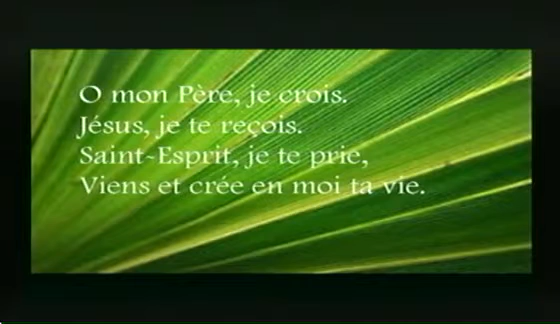 O mon Père, je crois.
Jésus, je te reçois.
Saint-Esprit, je te prie,
Viens et crée en moi ta vie.